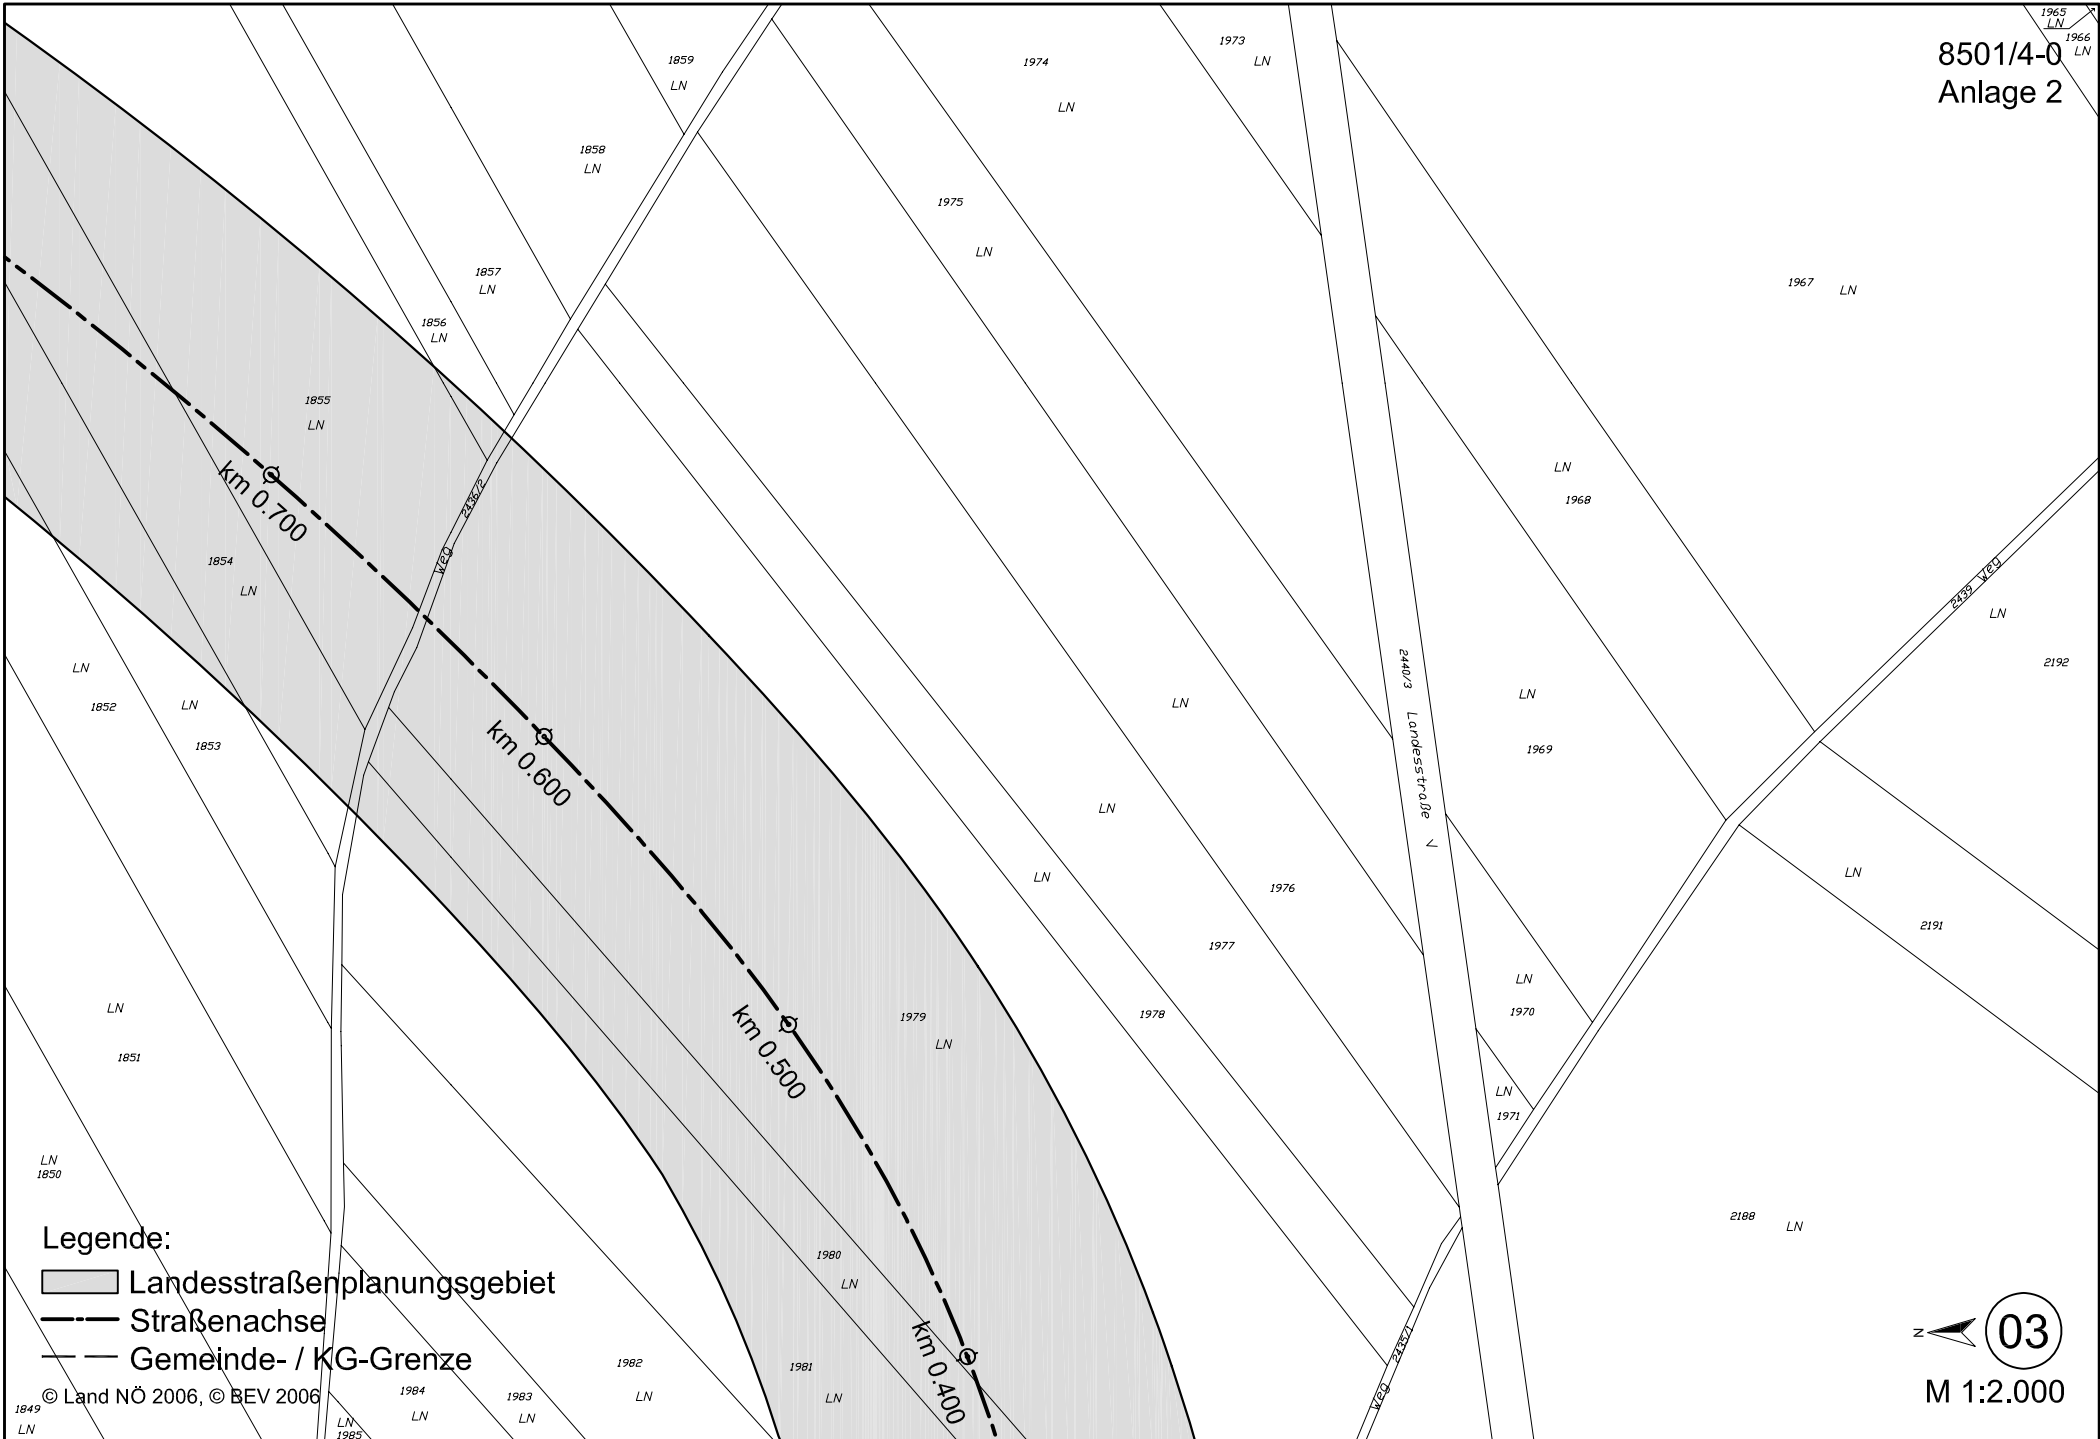 1965
LN
1966
LN
8501/4-0
Anlage 2
1973
LN
1859
LN
1974
LN
1858
LN
1975
LN
1857
LN
1967
LN
1856
LN
1855
LN
km 0.700
2436/2
Weg
LN
1968
1854
LN
2439 Weg
LN
2192
LN
1852
LN
1853
km 0.600
2440/3 Landesstraße V
LN
LN
1969
LN
LN
1976
1977
LN
2191
1978
LN
1970
LN
1971
km 0.500
1979
LN
LN
1851
LN
1850
2188
LN
1980
LN
km 0.400
Legende:
Landesstraßenplanungsgebiet
Straßenachse
Gemeinde- / KG-Grenze
© Land NÖ 2006, © BEV 2006
1849
LN
LN
1985
1984
LN
1983
LN
1982
LN
1981
LN
Weg 2435/1
N
03
M 1:2.000